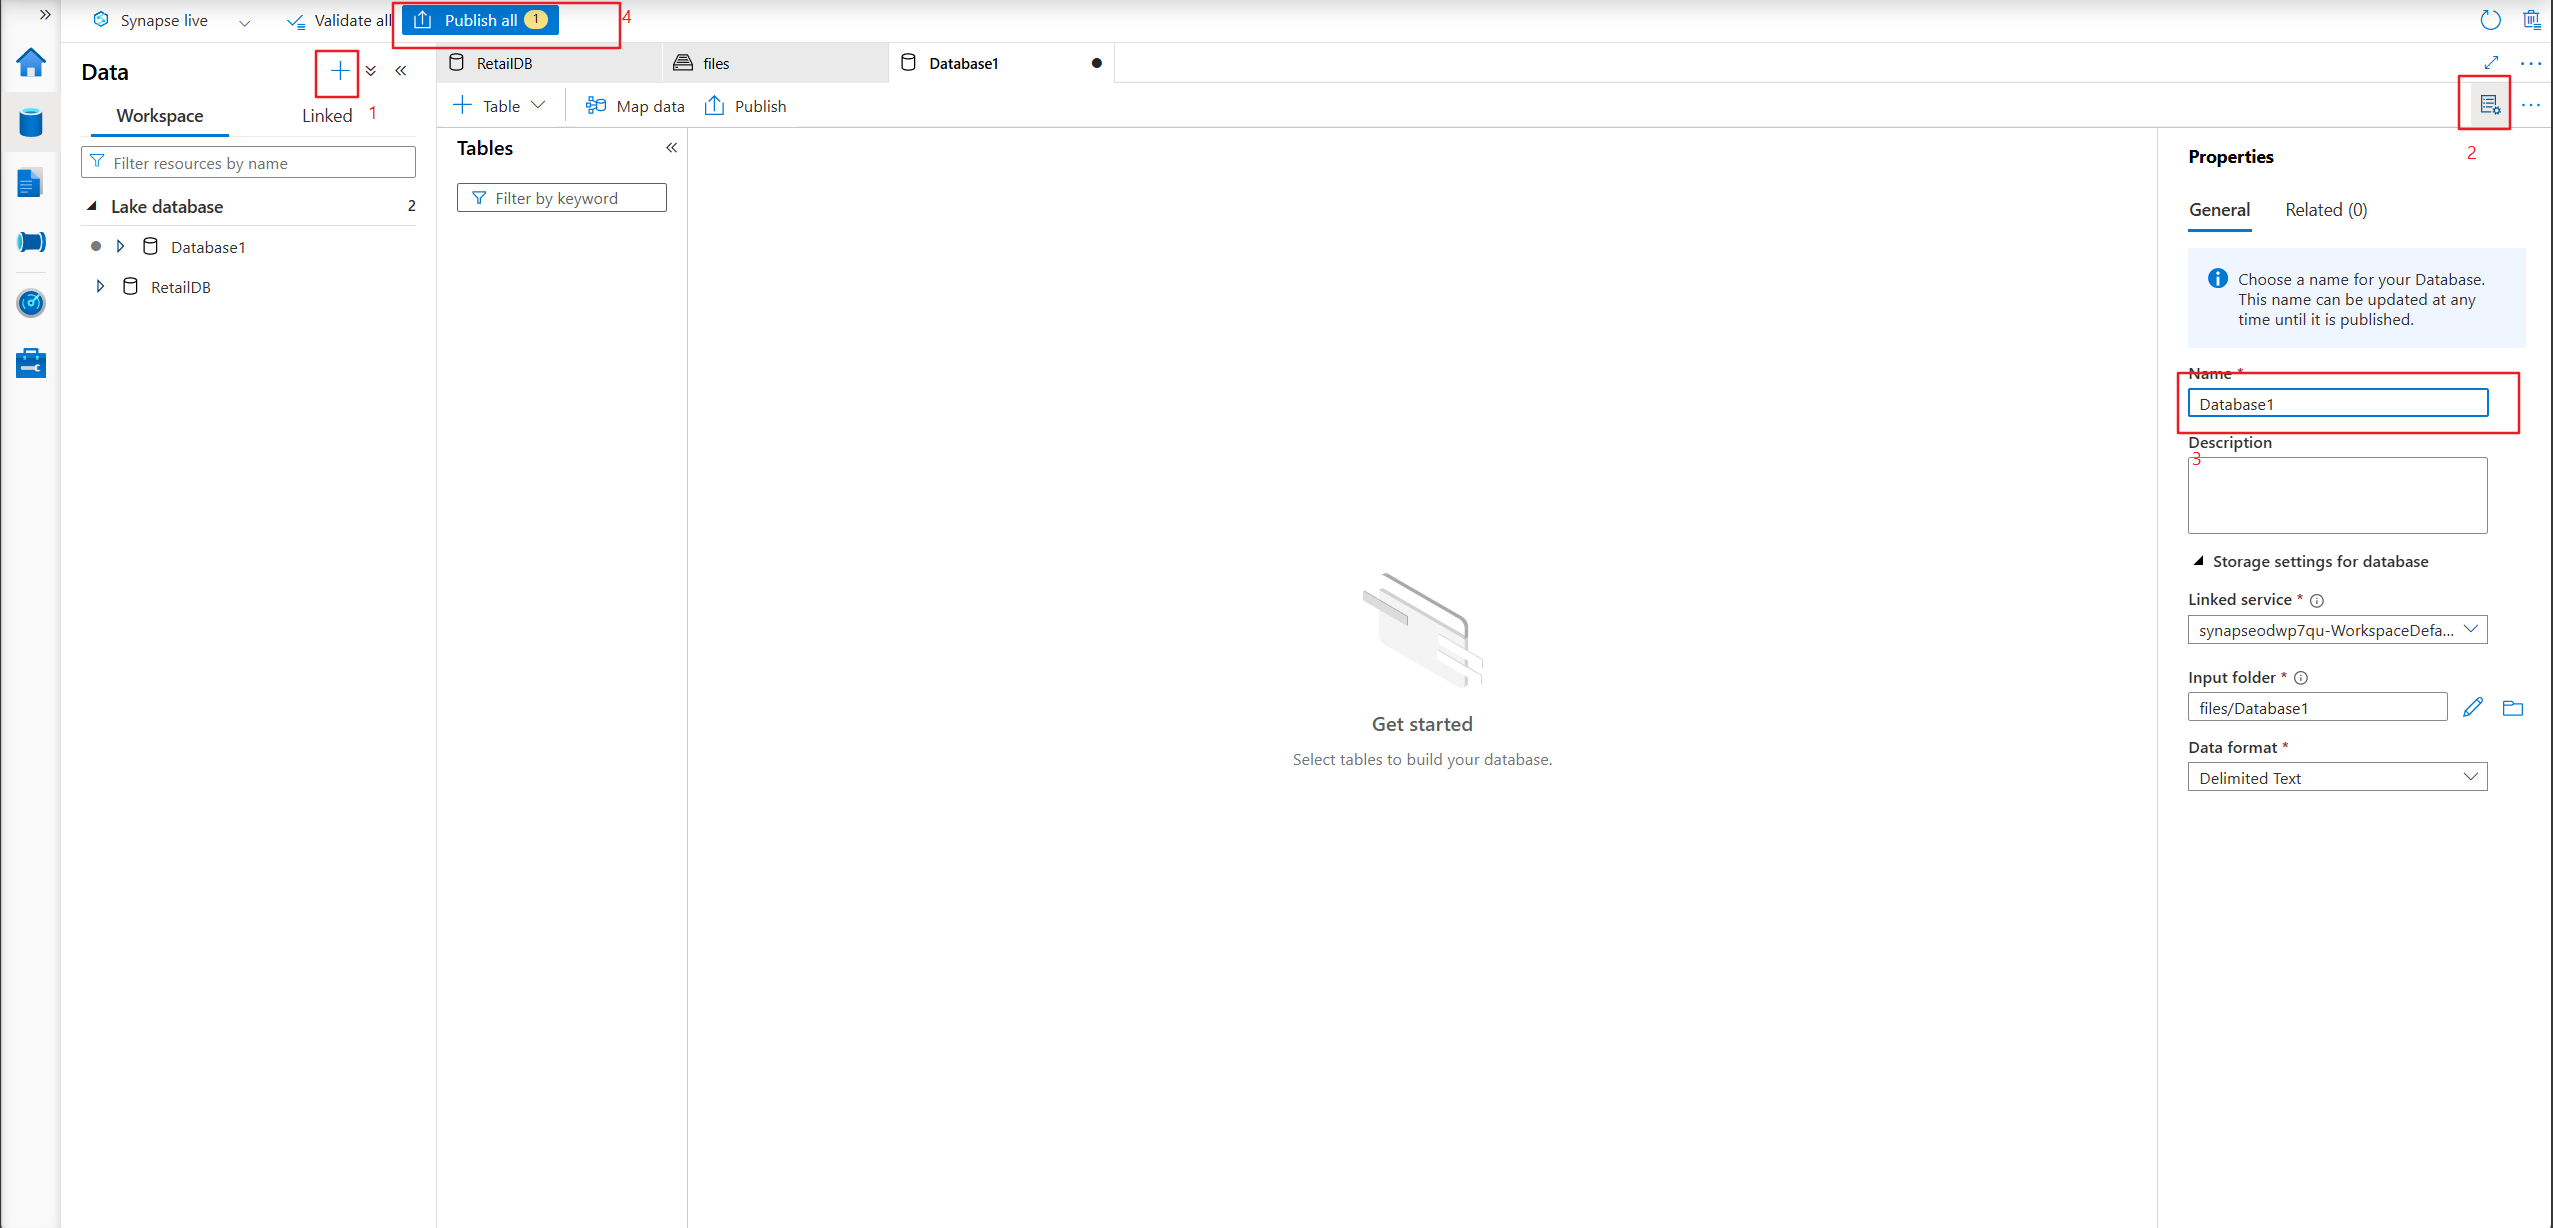 Synapse live
Validate all
Publish all 1
4
Data
1
Workspace
Linked
Filter resources by name
Lake database 2
Database1
RetailDB
RetailDB
files
Database1
Table
Map data
Publish
Tables
Filter by keyword
Get started
Select tables to build your database.
2
Properties
General
Related (0)
Choose a name for your Database.
This name can be updated at any
time until it is published.
Name *
Database1
Description
3
Storage settings for database
Linked service *
synapseodwp7qu-WorkspaceDefa...
Input folder *
files/Database1
Data format *
Delimited Text